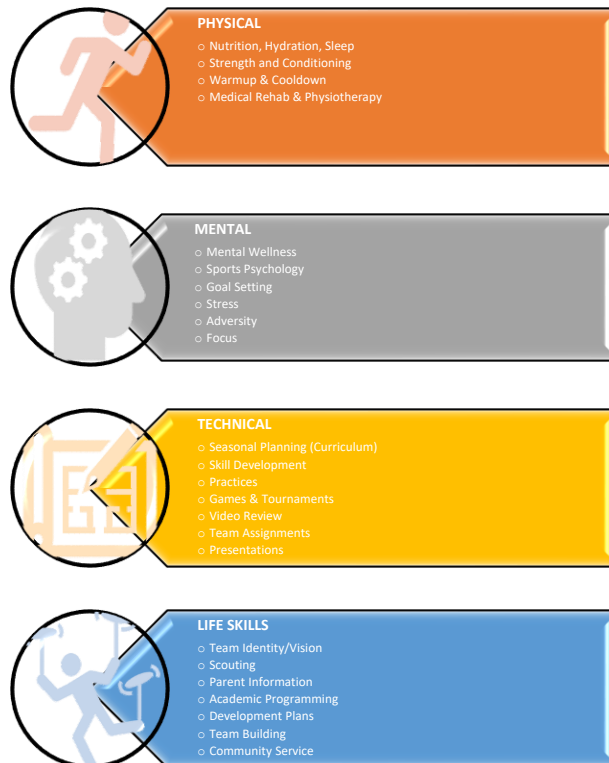 PHYSICAL
o Nutrition, Hydration, Sleep
o Strength and Conditioning
o Warmup & Cooldown
o Medical Rehab & Physiotherapy
MENTAL
o Mental Wellness
o Sports Psychology
o Goal Setting
o Stress
o Adversity
o Focus
TECHNICAL
o Seasonal Planning (Curriculum)
o Skill Development
o Practices
o Games & Tournaments
o Video Review
o Team Assignments
o Presentations
LIFE SKILLS
o Team Identity/Vision
o Scouting
o Parent Information
o Academic Programming
o Development Plans
o Team Building
o Community Service